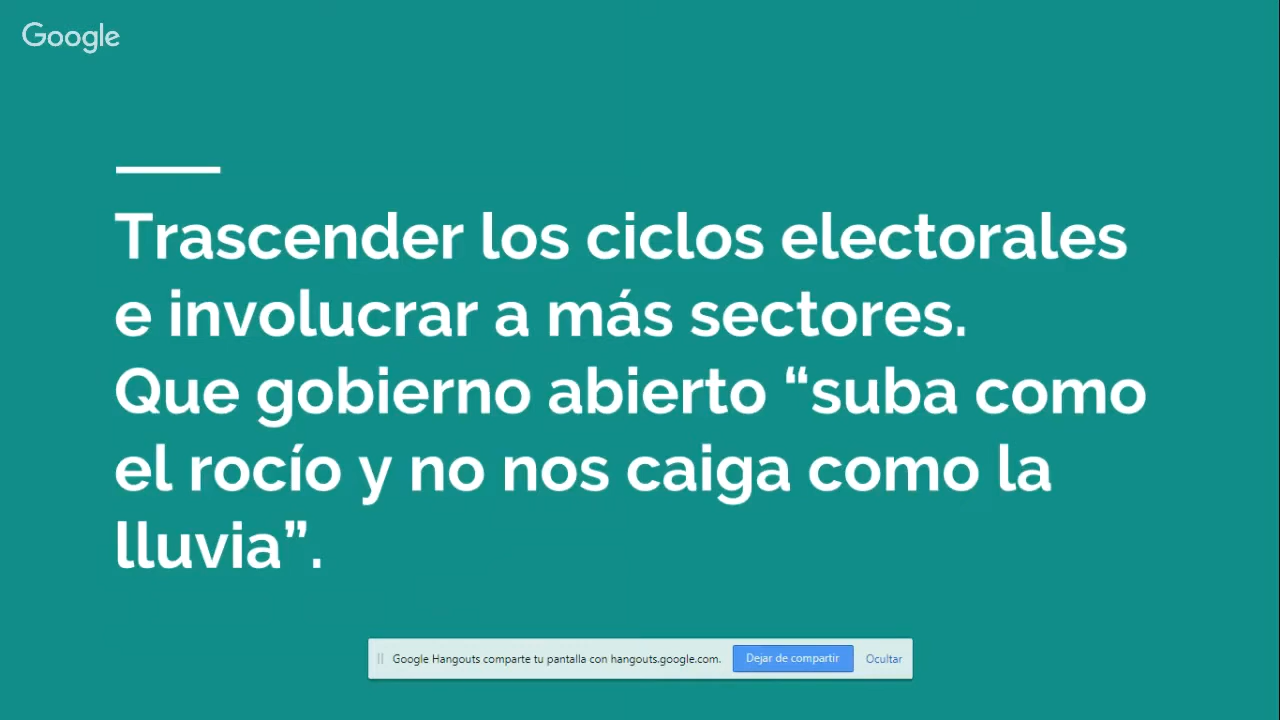 Google
Trascender los ciclos electorales
e involucrar a más sectores.
Que gobierno abierto “suba como
el rocío y no nos caiga como la
lluvia”.
Google Hangouts comparte tu pantalla con hangouts.google.com. Dejar de compartir Ocultar